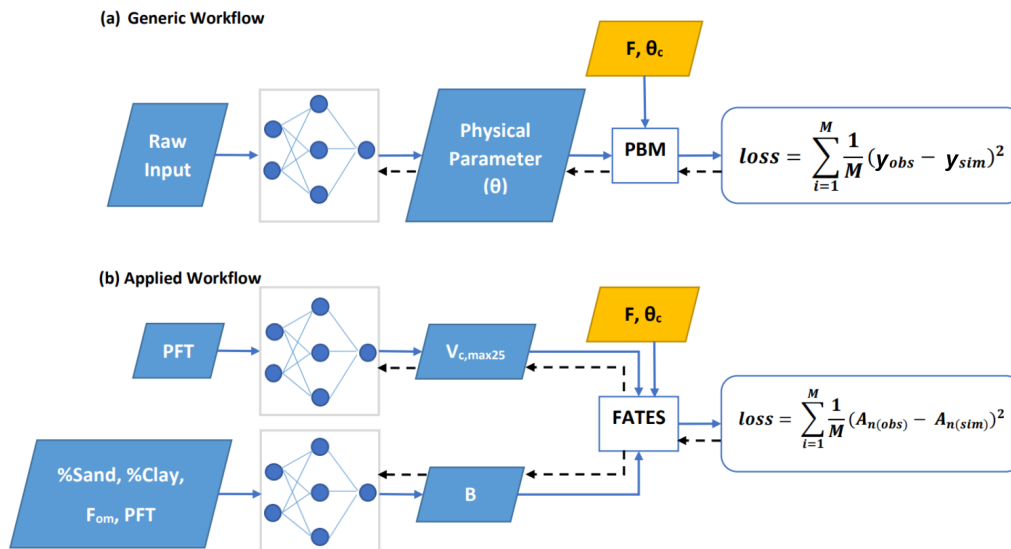 (a) Generic Workflow
F, θc
Raw
Input
Physical
Parameter
(θ)
PBM
loss = ∑_{i=1}^{M} 1/M (y_obs − y_sim)²
(b) Applied Workflow
F, θc
PFT
Vc,max25
FATES
loss = ∑_{i=1}^{M} 1/M (A_n(obs) − A_n(sim))²
%Sand, %Clay,
Fom, PFT
B